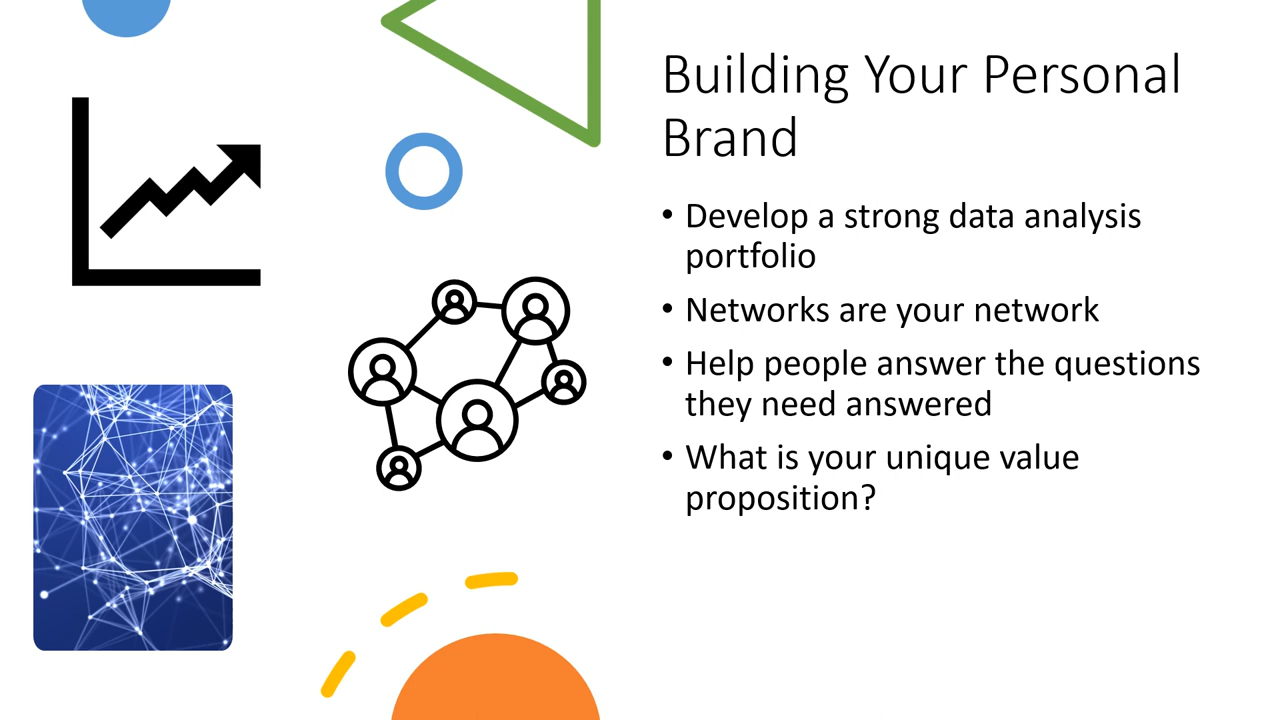 Building Your Personal
Brand
• Develop a strong data analysis
portfolio
• Networks are your network
• Help people answer the questions
they need answered
• What is your unique value
proposition?